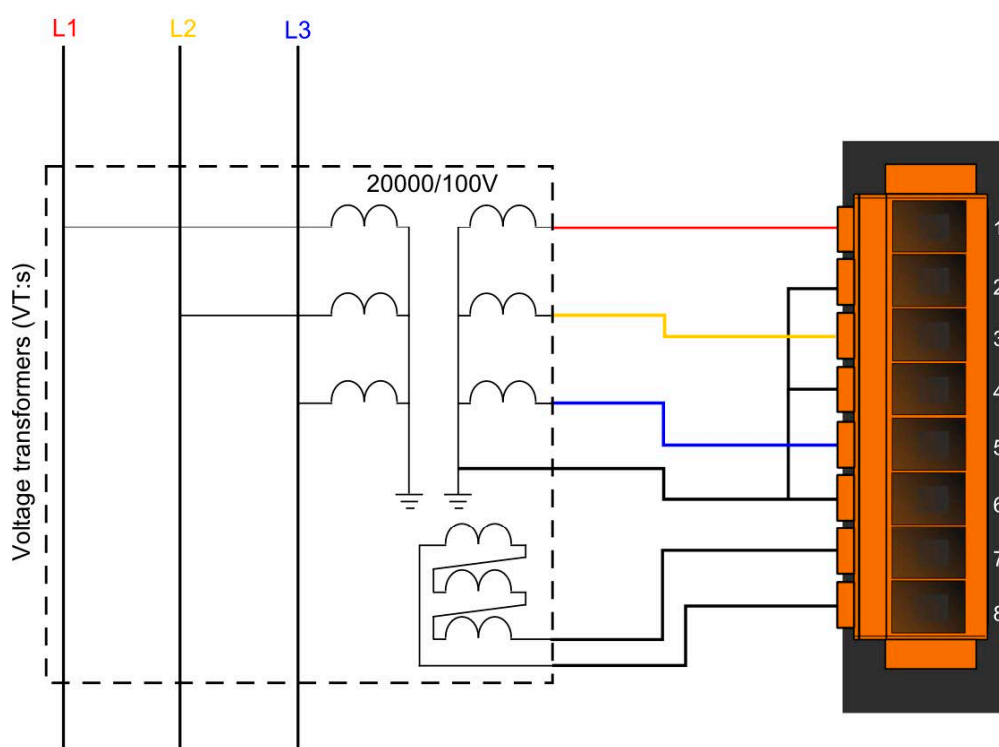 L1 L2 L3
20000/100V
Voltage transformers (VT:s)
1
2
3
4
5
6
7
8